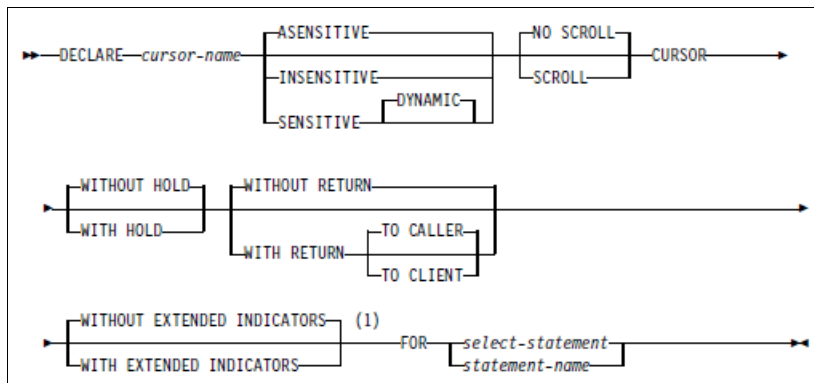 ASENSITIVE NO SCROLL
DECLARE cursor-name CURSOR
INSENSITIVE SCROLL
DYNAMIC
SENSITIVE
WITHOUT HOLD WITHOUT RETURN
WITH HOLD TO CALLER
WITH RETURN
TO CLIENT
WITHOUT EXTENDED INDICATORS (1)
FOR select-statement
WITH EXTENDED INDICATORS statement-name